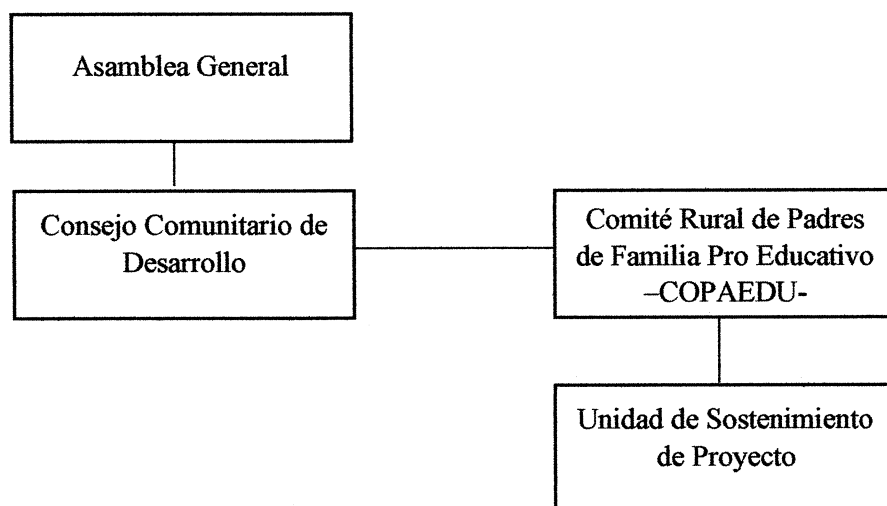 Asamblea General
Consejo Comunitario de
Desarrollo
Comité Rural de Padres
de Familia Pro Educativo
–COPAEDU-
Unidad de Sostenimiento
de Proyecto